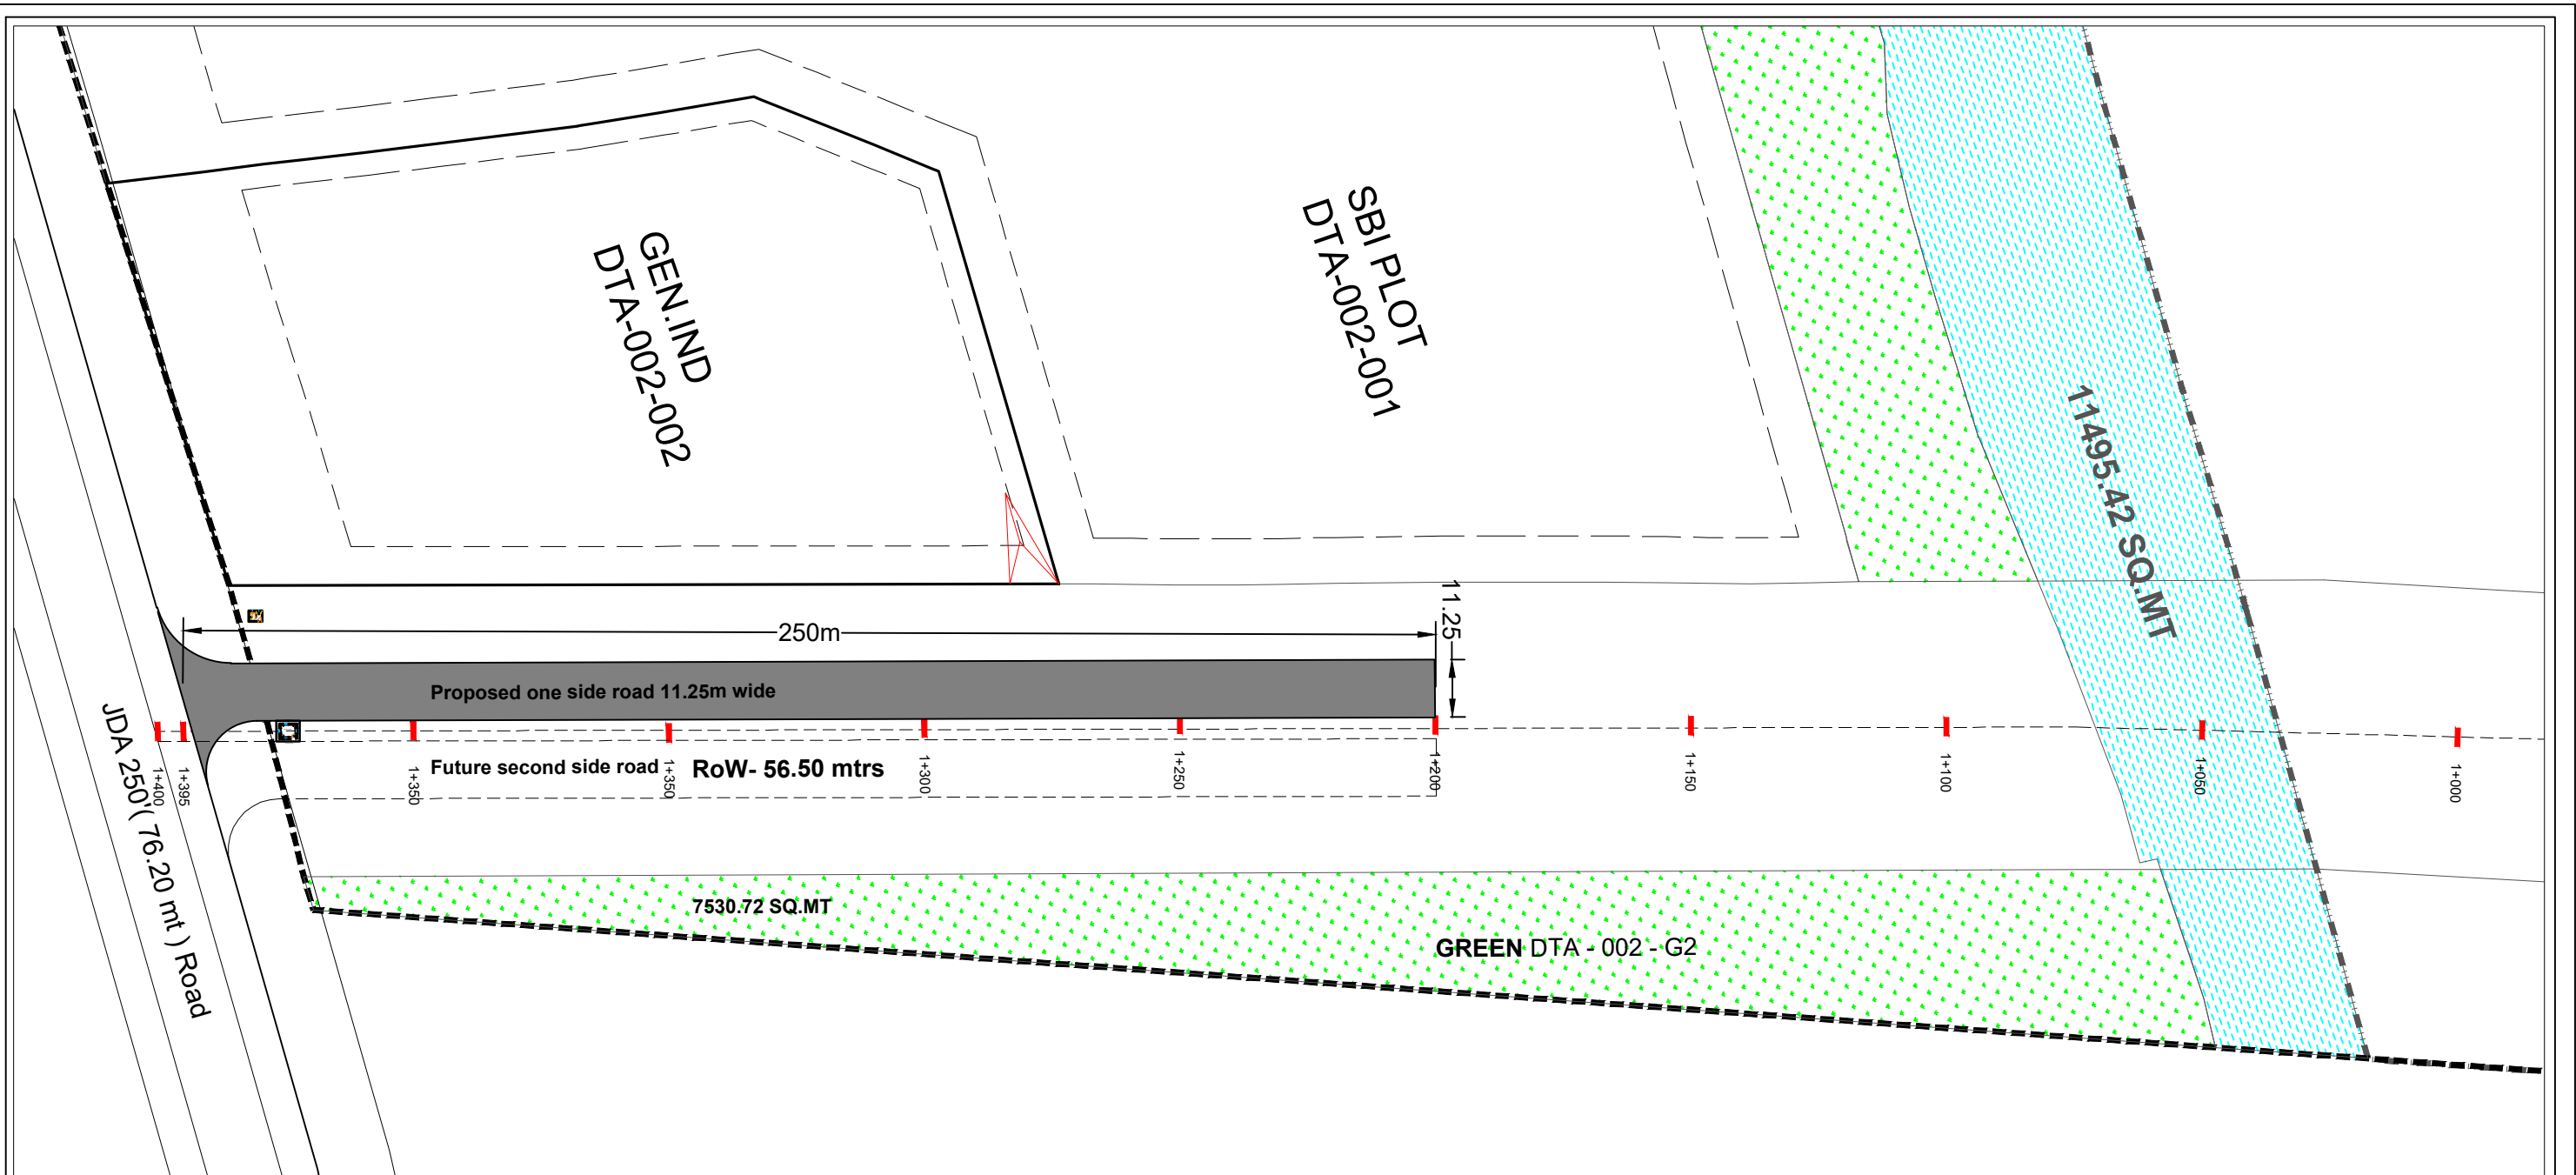 GEN.IND
DTA-002-002
SBI PLOT
DTA-002-001
11495.42 SQ.MT
250m
11.25
Proposed one side road 11.25m wide
JDA 250'( 76.20 mt ) Road
1+400
1+395
1+350
Future second side road
1+350
RoW- 56.50 mtrs
1+300
1+250
1+200
1+150
1+100
1+050
1+000
7530.72 SQ.MT
GREEN DTA - 002 - G2